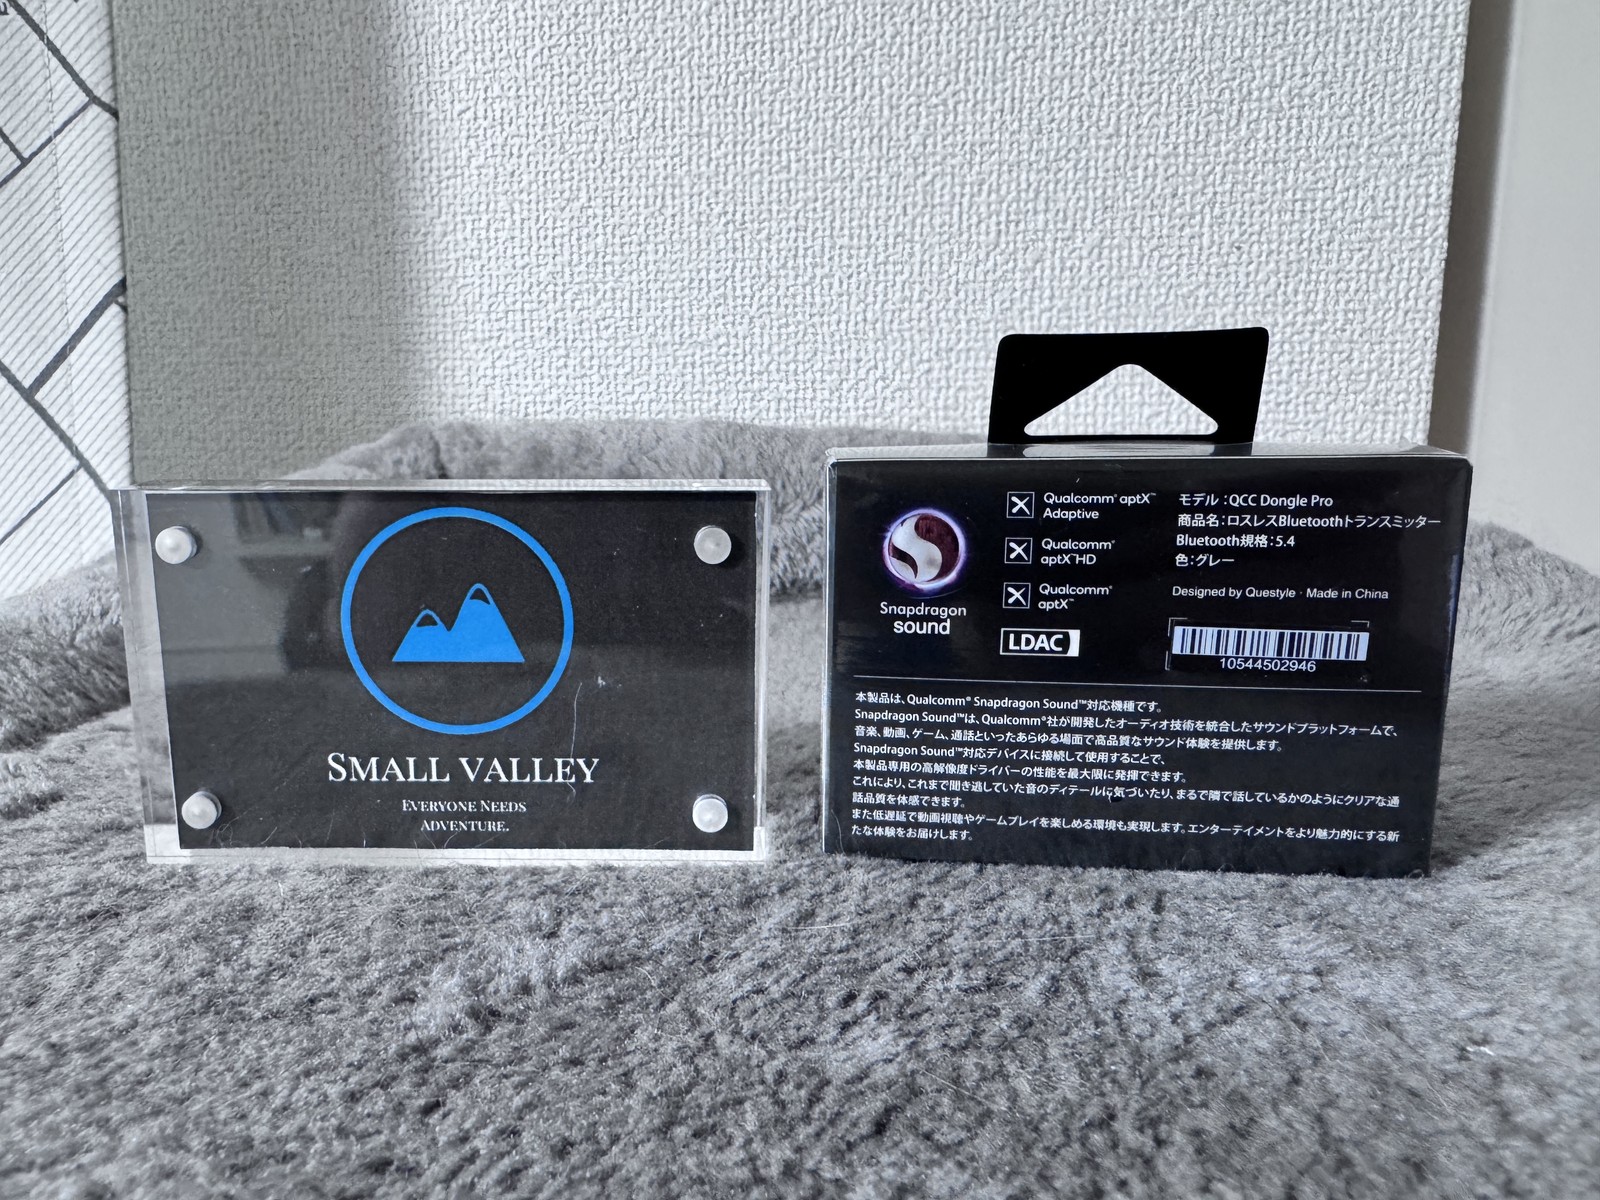 SMALL VALLEY
EVERYONE NEEDS
ADVENTURE.
Snapdragon
sound
Qualcomm® aptX™
Adaptive
Qualcomm®
aptX™HD
Qualcomm®
aptX™
LDAC
モデル：QCC Dongle Pro
商品名：ロスレスBluetoothトランスミッター
Bluetooth規格：5.4
色：グレー
Designed by Questyle · Made in China
10544502946
本製品は、Qualcomm® Snapdragon Sound™対応機種です。
Snapdragon Sound™は、Qualcomm®社が開発したオーディオ技術を統合したサウンドプラットフォームで、
音楽、動画、ゲーム、通話といったあらゆる場面で高品質なサウンド体験を提供します。
Snapdragon Sound™対応デバイスに接続して使用することで、
本製品専用の高解像度ドライバーの性能を最大限に発揮できます。
これにより、これまで聞き逃していた音のディテールに気づいたり、まるで隣で話しているかのようにクリアな通
話品質を体感できます。
また低遅延で動画視聴やゲームプレイを楽しめる環境も実現します。エンターテイメントをより魅力的にする新
たな体験をお届けします。